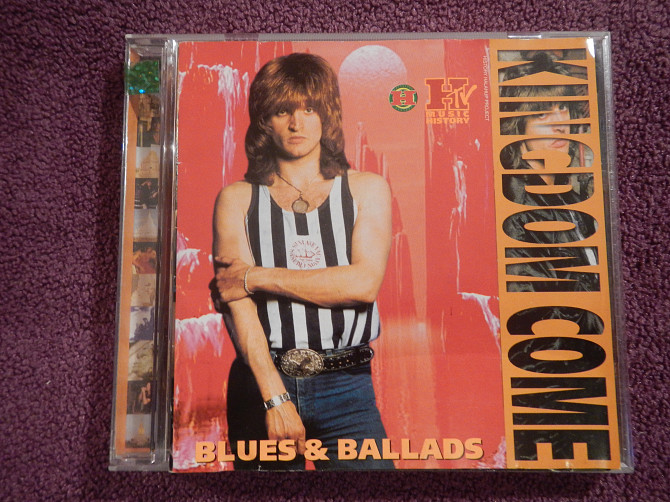 MTV
MUSIC
HISTORY
KINGDOM COME
BLUES & BALLADS